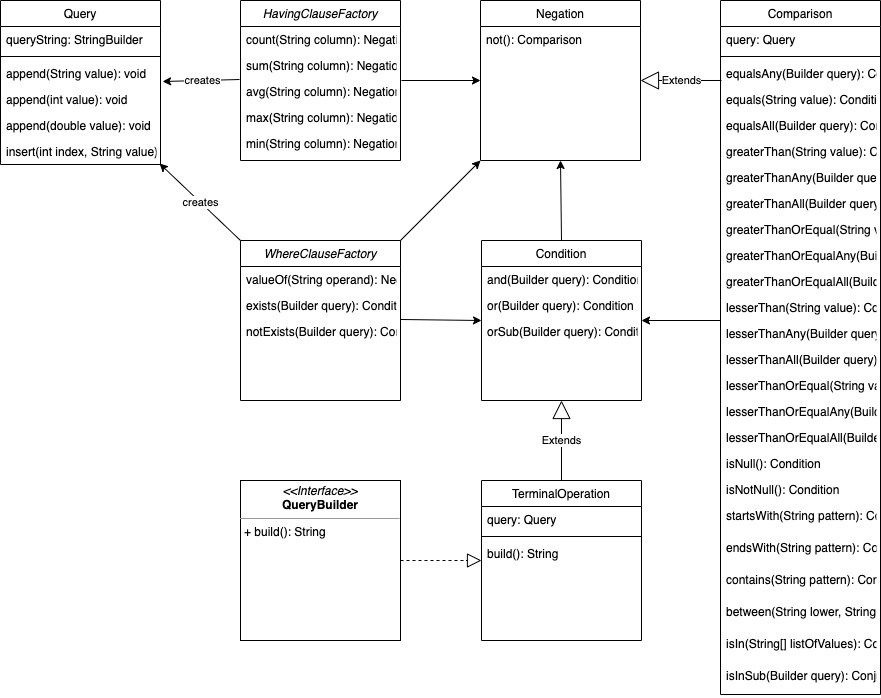 Query
queryString: StringBuilder
append(String value): void
append(int value): void
append(double value): void
insert(int index, String value)
creates
HavingClauseFactory
count(String column): Negati
sum(String column): Negatio
avg(String column): Negation
max(String column): Negatic
min(String column): Negation
Negation
not(): Comparison
Extends
Comparison
query: Query
equalsAny(Builder query): Co
equals(String value): Conditi
equalsAll(Builder query): Con
greaterThan(String value): C
greaterThanAny(Builder que
greaterThanAll(Builder query
greaterThanOrEqual(String v
greaterThanOrEqualAny(Bui
greaterThanOrEqualAll(Build
lesserThan(String value): Co
lesserThanAny(Builder query
lesserThanAll(Builder query)
lesserThanOrEqual(String va
lesserThanOrEqualAny(Build
lesserThanOrEqualAll(Builde
isNull(): Condition
isNotNull(): Condition
startsWith(String pattern): Co
endsWith(String pattern): Co
contains(String pattern): Con
between(String lower, String
isIn(String[] listOfValues): Co
isInSub(Builder query): Conj
creates
WhereClauseFactory
valueOf(String operand): Ne
exists(Builder query): Condit
notExists(Builder query): Con
Condition
and(Builder query): Condition
or(Builder query): Condition
orSub(Builder query): Condit
Extends
<<Interface>>
QueryBuilder
+ build(): String
TerminalOperation
query: Query
build(): String